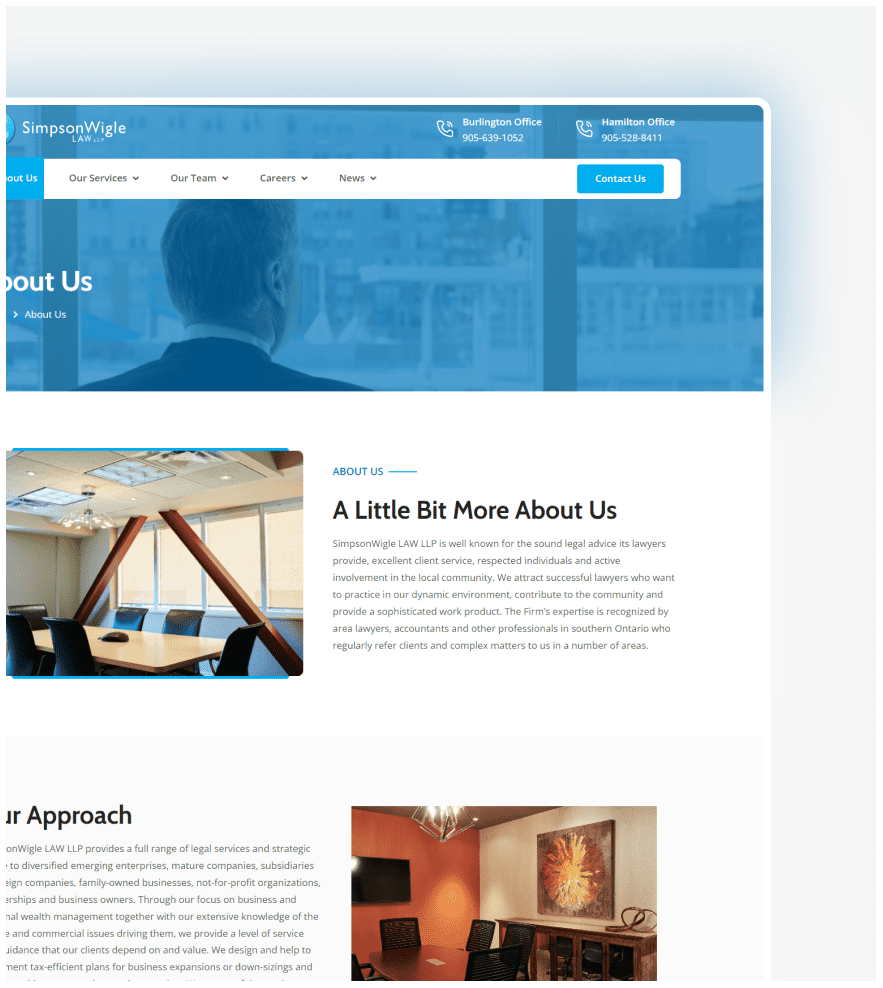 SimpsonWigle
LAW LLP
Burlington Office
905-639-1052
Hamilton Office
905-528-8411
out Us
Our Services
Our Team
Careers
News
Contact Us
bout Us
About Us
ABOUT US
A Little Bit More About Us
SimpsonWigle LAW LLP is well known for the sound legal advice its lawyers
provide, excellent client service, respected individuals and active
involvement in the local community. We attract successful lawyers who want
to practice in our dynamic environment, contribute to the community and
provide a sophisticated work product. The Firm's expertise is recognized by
area lawyers, accountants and other professionals in southern Ontario who
regularly refer clients and complex matters to us in a number of areas.
ur Approach
onWigle LAW LLP provides a full range of legal services and strategic
to diversified emerging enterprises, mature companies, subsidiaries
eign companies, family-owned businesses, not-for-profit organizations,
erships and business owners. Through our focus on business and
nal wealth management together with our extensive knowledge of the
e and commercial issues driving them, we provide a level of service
uidance that our clients depend on and value. We design and help to
ment tax-efficient plans for business expansions or down-sizings and